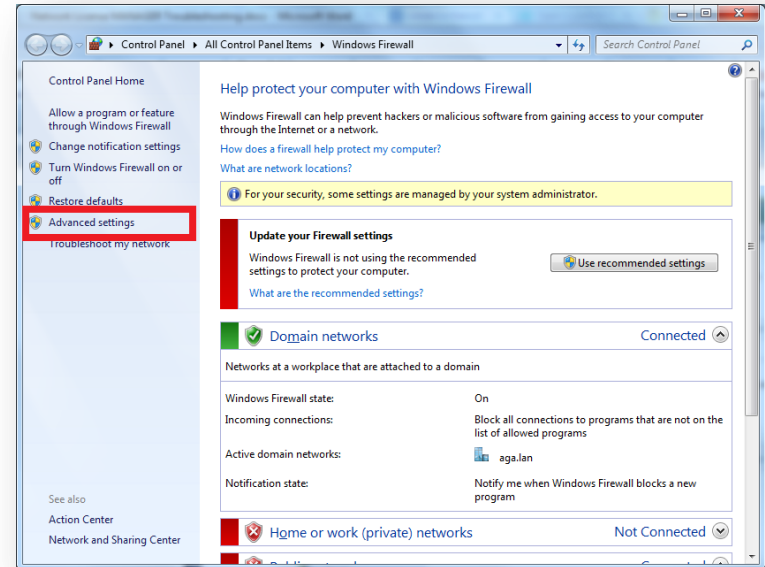 Control Panel
All Control Panel Items
Windows Firewall
Search Control Panel
Control Panel Home
Allow a program or feature
through Windows Firewall
Change notification settings
Turn Windows Firewall on or
off
Restore defaults
Advanced settings
Troubleshoot my network
See also
Action Center
Network and Sharing Center
Help protect your computer with Windows Firewall
Windows Firewall can help prevent hackers or malicious software from gaining access to your computer
through the Internet or a network.
How does a firewall help protect my computer?
What are network locations?
For your security, some settings are managed by your system administrator.
Update your Firewall settings
Windows Firewall is not using the recommended
settings to protect your computer.
Use recommended settings
What are the recommended settings?
Domain networks
Connected
Networks at a workplace that are attached to a domain
Windows Firewall state:
On
Incoming connections:
Block all connections to programs that are not on the
list of allowed programs
Active domain networks:
aga.lan
Notification state:
Notify me when Windows Firewall blocks a new
program
Home or work (private) networks
Not Connected